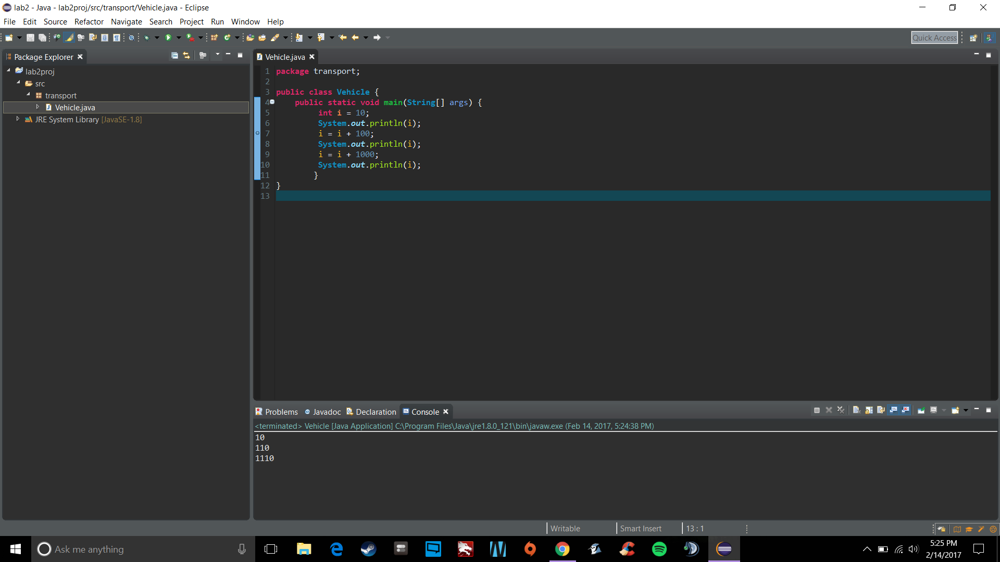 lab2 - Java - lab2proj/src/transport/Vehicle.java - Eclipse
File Edit Source Refactor Navigate Search Project Run Window Help
Quick Access
Package Explorer
lab2proj
src
transport
Vehicle.java
JRE System Library [JavaSE-1.8]
Vehicle.java
1 package transport;
2
3 public class Vehicle {
4 public static void main(String[] args) {
5 int i = 10;
6 System.out.println(i);
7 i = i + 100;
8 System.out.println(i);
9 i = i + 1000;
10 System.out.println(i);
11 }
12 }
13
Problems Javadoc Declaration Console
<terminated> Vehicle [Java Application] C:\Program Files\Java\jre1.8.0_121\bin\javaw.exe (Feb 14, 2017, 5:24:38 PM)
10
110
1110
Writable Smart Insert 13 : 1
Ask me anything
5:25 PM
2/14/2017